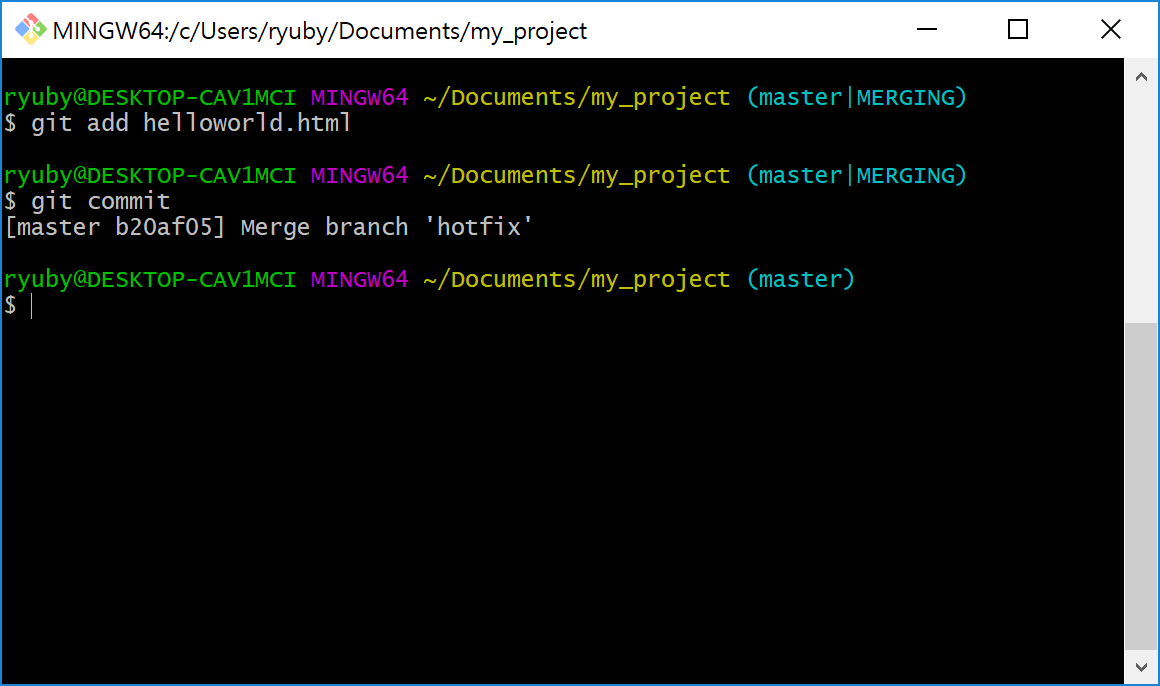 MINGW64:/c/Users/ryuby/Documents/my_project
ryuby@DESKTOP-CAV1MCI MINGW64 ~/Documents/my_project (master|MERGING)
$ git add helloworld.html
ryuby@DESKTOP-CAV1MCI MINGW64 ~/Documents/my_project (master|MERGING)
$ git commit
[master b20af05] Merge branch 'hotfix'
ryuby@DESKTOP-CAV1MCI MINGW64 ~/Documents/my_project (master)
$